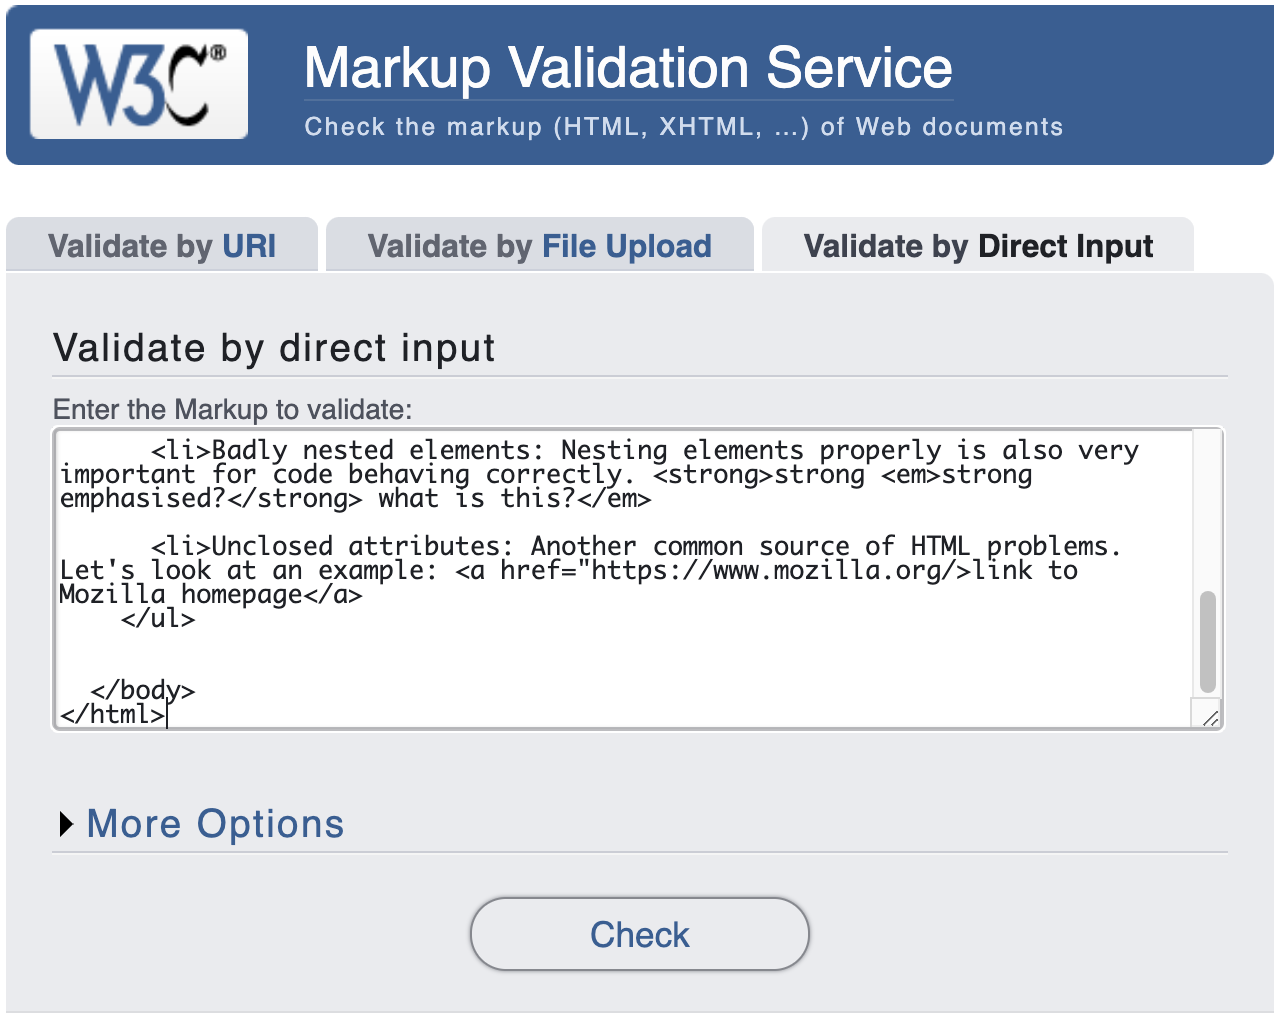 W3C®
Markup Validation Service
Check the markup (HTML, XHTML, ...) of Web documents
Validate by URI
Validate by File Upload
Validate by Direct Input
Validate by direct input
Enter the Markup to validate:
<li>Badly nested elements: Nesting elements properly is also very
important for code behaving correctly. <strong>strong <em>strong
emphasised?</strong> what is this?</em>
<li>Unclosed attributes: Another common source of HTML problems.
Let's look at an example: <a href="https://www.mozilla.org/>link to
Mozilla homepage</a>
</ul>
</body>
</html>
More Options
Check